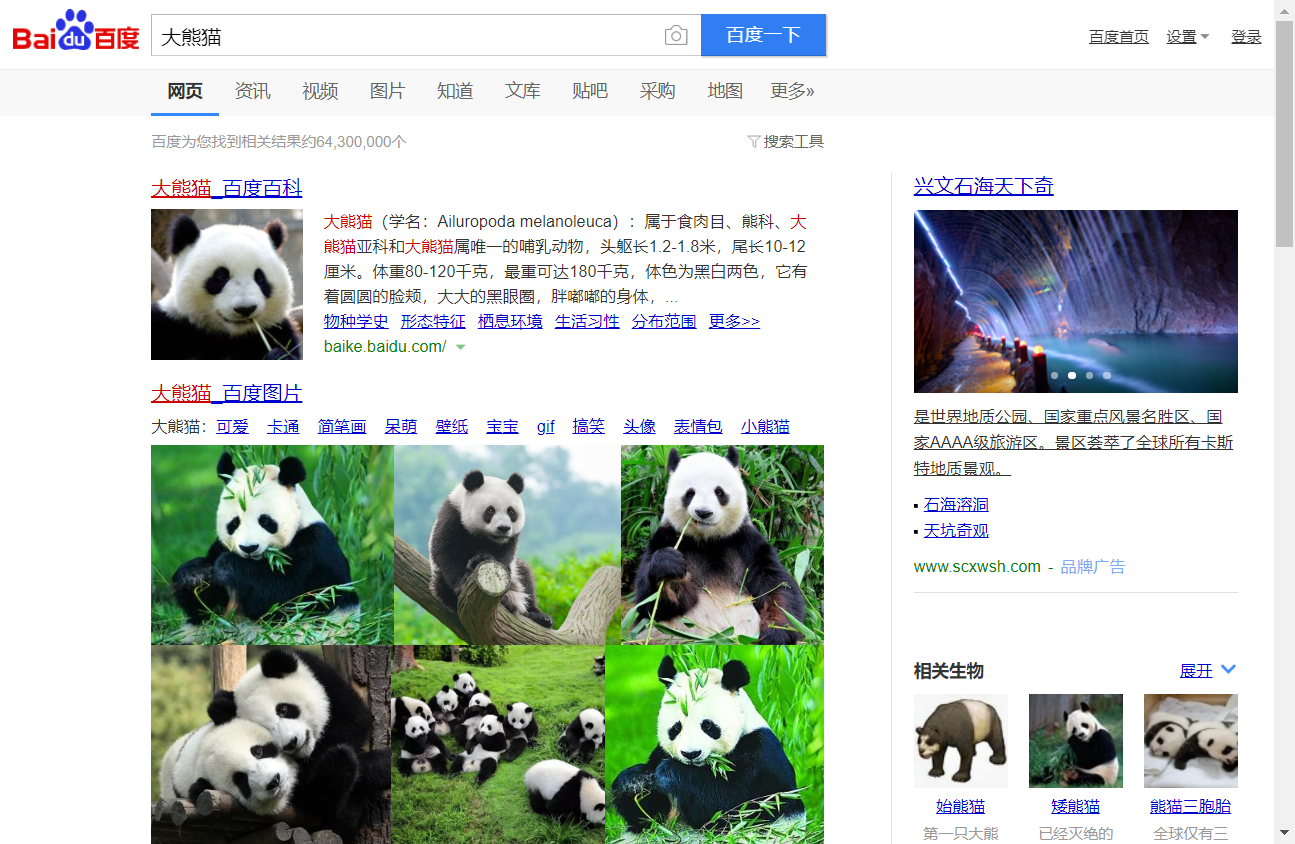 Bai du 百度
大熊猫
百度一下
百度首页 设置 登录
网页 资讯 视频 图片 知道 文库 贴吧 采购 地图 更多»
百度为您找到相关结果约64,300,000个
搜索工具
大熊猫_百度百科
大熊猫（学名：Ailuropoda melanoleuca）：属于食肉目、熊科、大
熊猫亚科和大熊猫属唯一的哺乳动物，头躯长1.2-1.8米，尾长10-12
厘米。体重80-120千克，最重可达180千克，体色为黑白两色，它有
着圆圆的脸颊，大大的黑眼圈，胖嘟嘟的身体，...
物种学史 形态特征 栖息环境 生活习性 分布范围 更多>>
baike.baidu.com/
大熊猫_百度图片
大熊猫：可爱 卡通 简笔画 呆萌 壁纸 宝宝 gif 搞笑 头像 表情包 小熊猫
兴文石海天下奇
是世界地质公园、国家重点风景名胜区、国
家AAAA级旅游区。景区荟萃了全球所有卡斯
特地质景观。
石海溶洞
天坑奇观
www.scxwsh.com - 品牌广告
相关生物
展开
始熊猫 矮熊猫 熊猫三胞胎
第一只大熊 已经灭绝的 全球仅有三